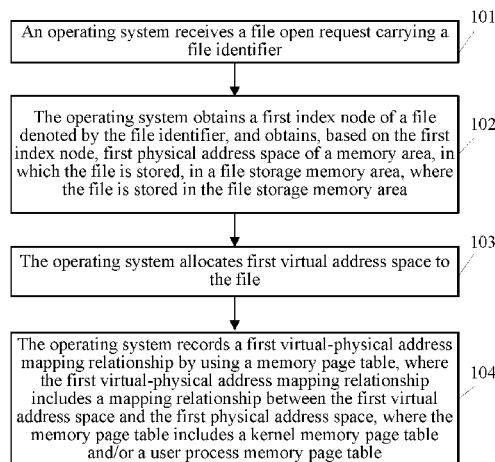 101
An operating system receives a file open request carrying a
file identifier
102
The operating system obtains a first index node of a file
denoted by the file identifier, and obtains, based on the first
index node, first physical address space of a memory area, in
which the file is stored, in a file storage memory area, where
the file is stored in the file storage memory area
103
The operating system allocates first virtual address space to
the file
104
The operating system records a first virtual-physical address
mapping relationship by using a memory page table, where
the first virtual-physical address mapping relationship
includes a mapping relationship between the first virtual
address space and the first physical address space, where
the memory page table includes a kernel memory page table
and/or a user process memory page table